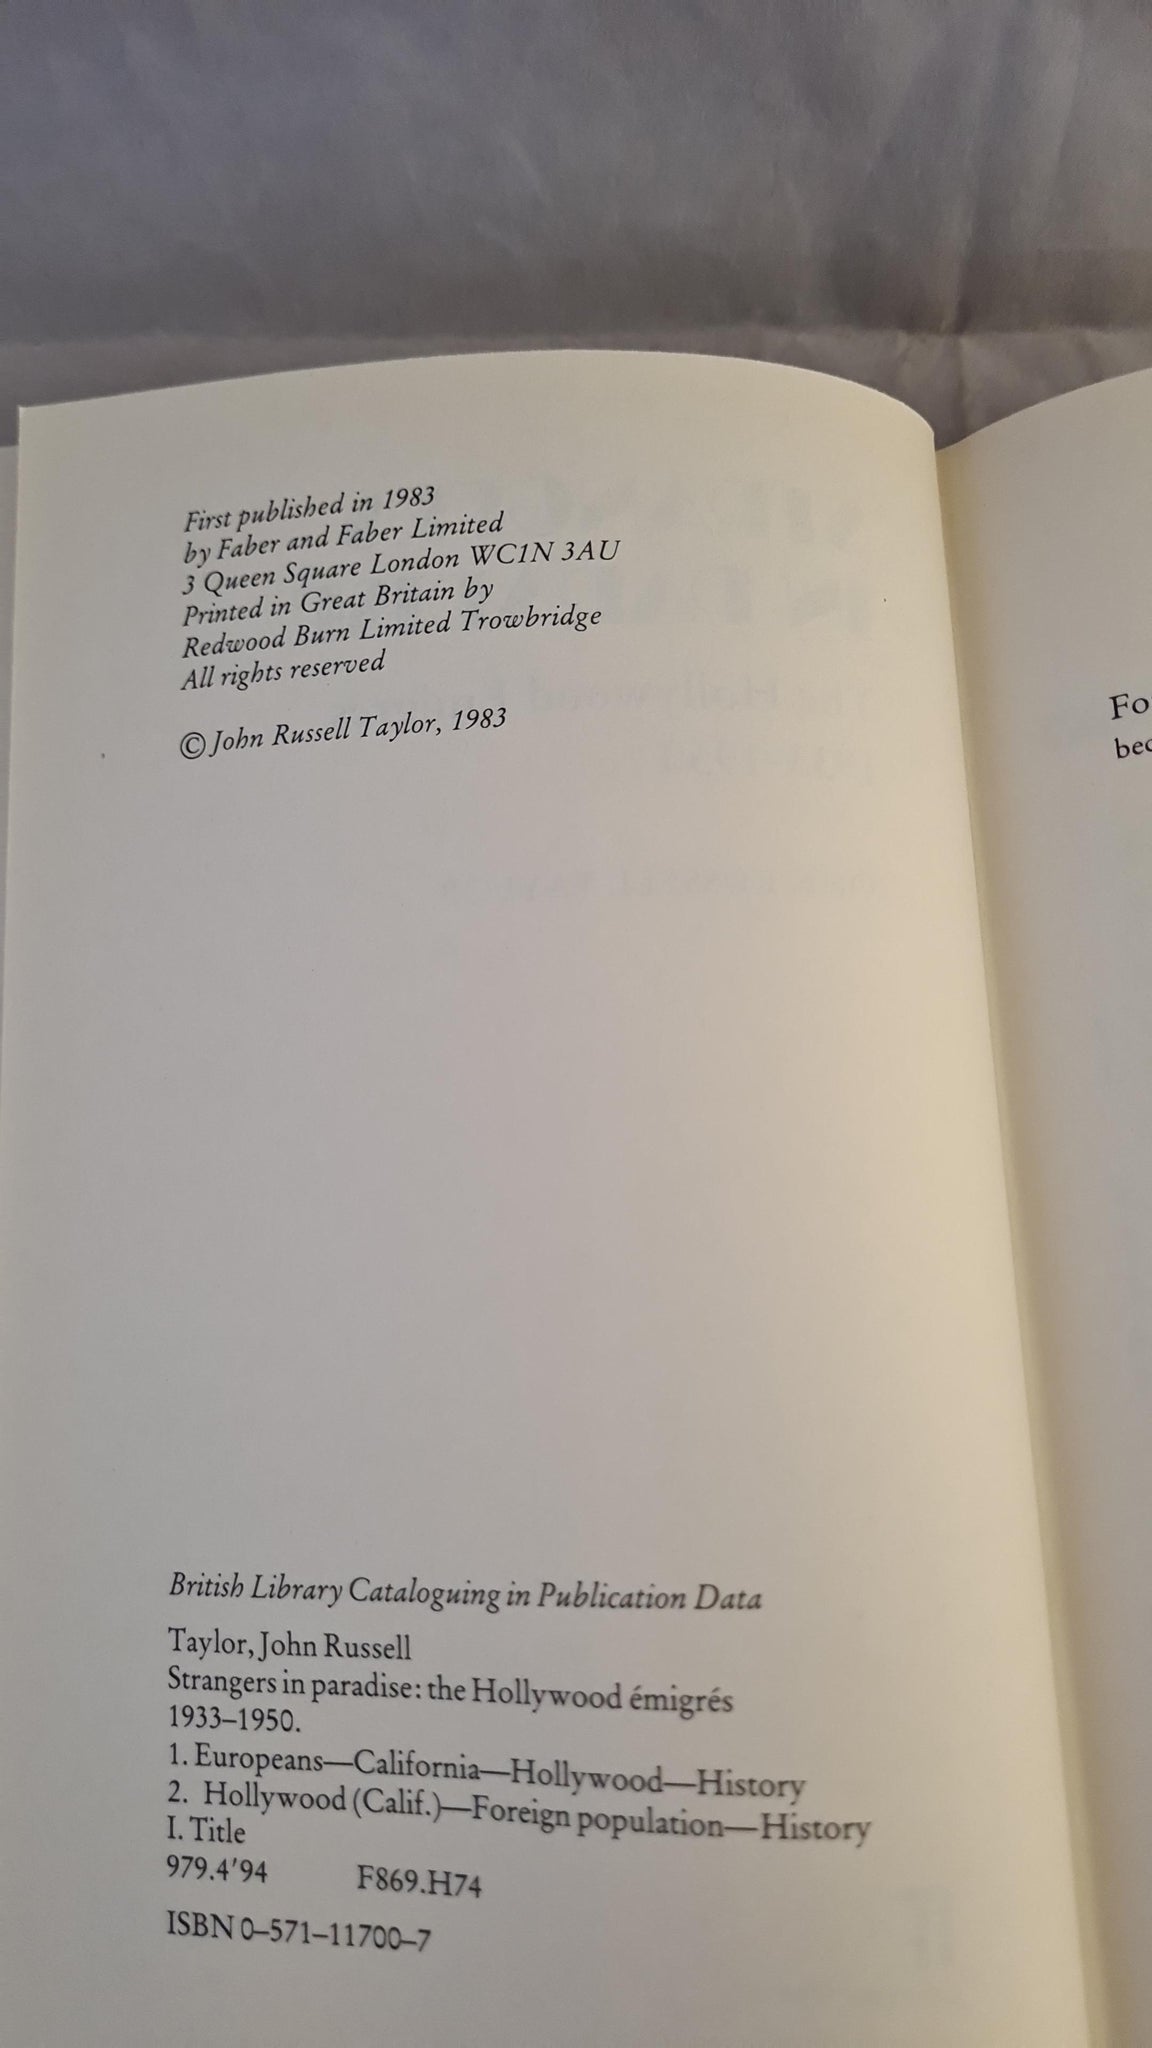 First published in 1983
by Faber and Faber Limited
3 Queen Square London WC1N 3AU
Printed in Great Britain by
Redwood Burn Limited Trowbridge
All rights reserved
© John Russell Taylor, 1983
British Library Cataloguing in Publication Data
Taylor, John Russell
Strangers in paradise: the Hollywood émigrés
1933–1950.
1. Europeans—California—Hollywood—History
2. Hollywood (Calif.)—Foreign population—History
I. Title
979.4'94 F869.H74
ISBN 0–571–11700–7